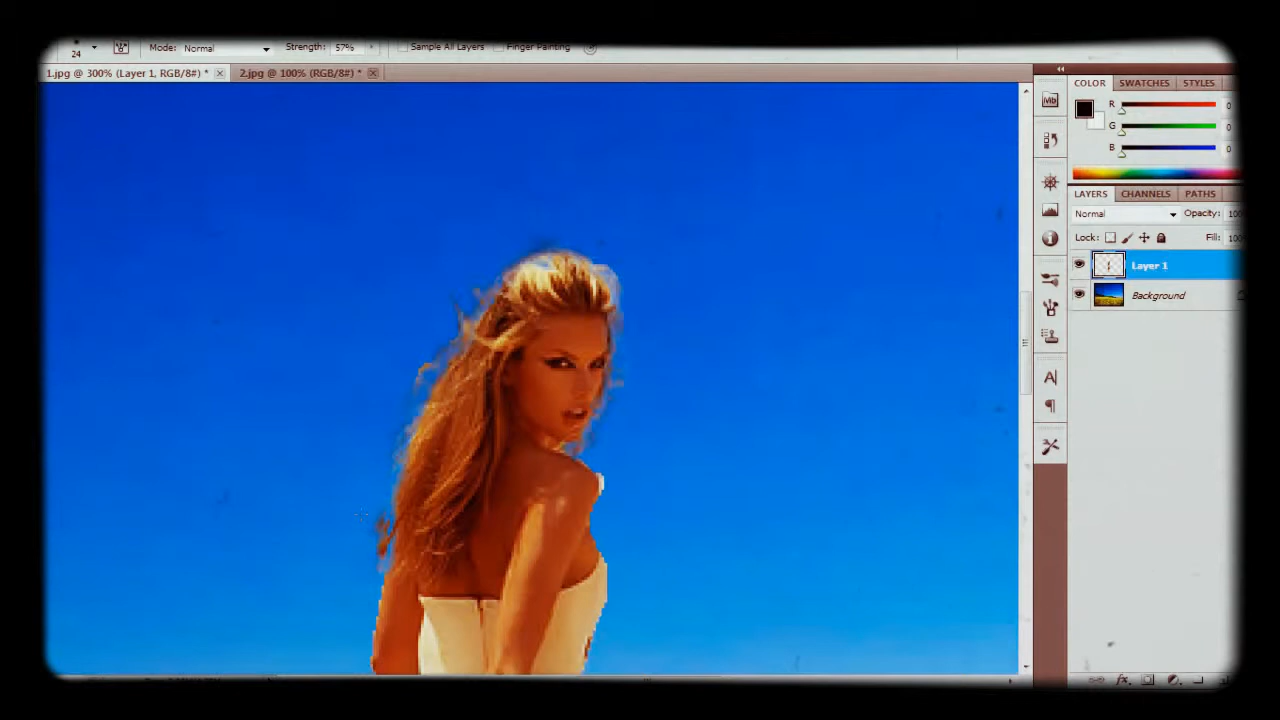 24 Mode: Normal Strength: 57% Sample All Layers Finger Painting
1.jpg @ 300% (Layer 1, RGB/8#) * 2.jpg @ 100% (RGB/8#) *
COLOR SWATCHES STYLES
Mb
R 0
G 0
B 0
LAYERS CHANNELS PATHS
Normal Opacity: 100
Lock: Fill: 100
Layer 1
Background
A
fx